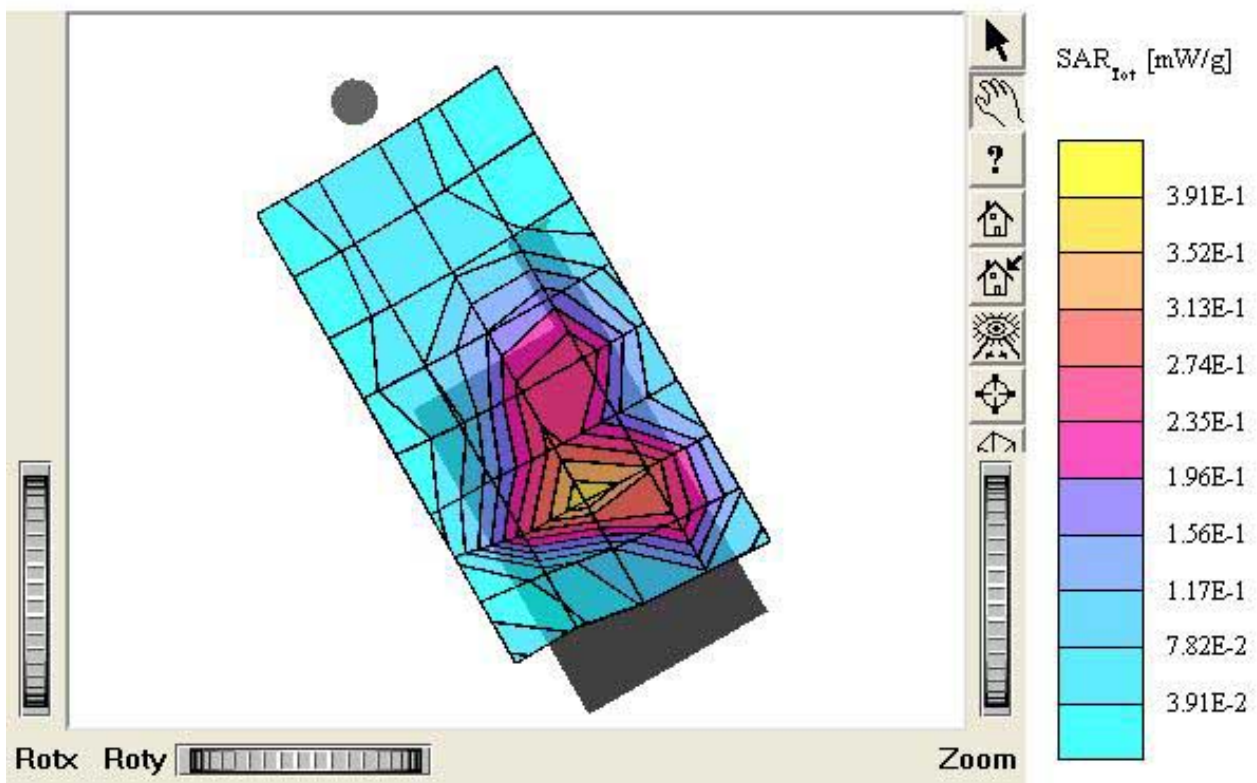 SAR_Tot [mW/g]
?
3.91E-1
3.52E-1
3.13E-1
2.74E-1
2.35E-1
1.96E-1
1.56E-1
1.17E-1
7.82E-2
3.91E-2
Rotx Roty Zoom